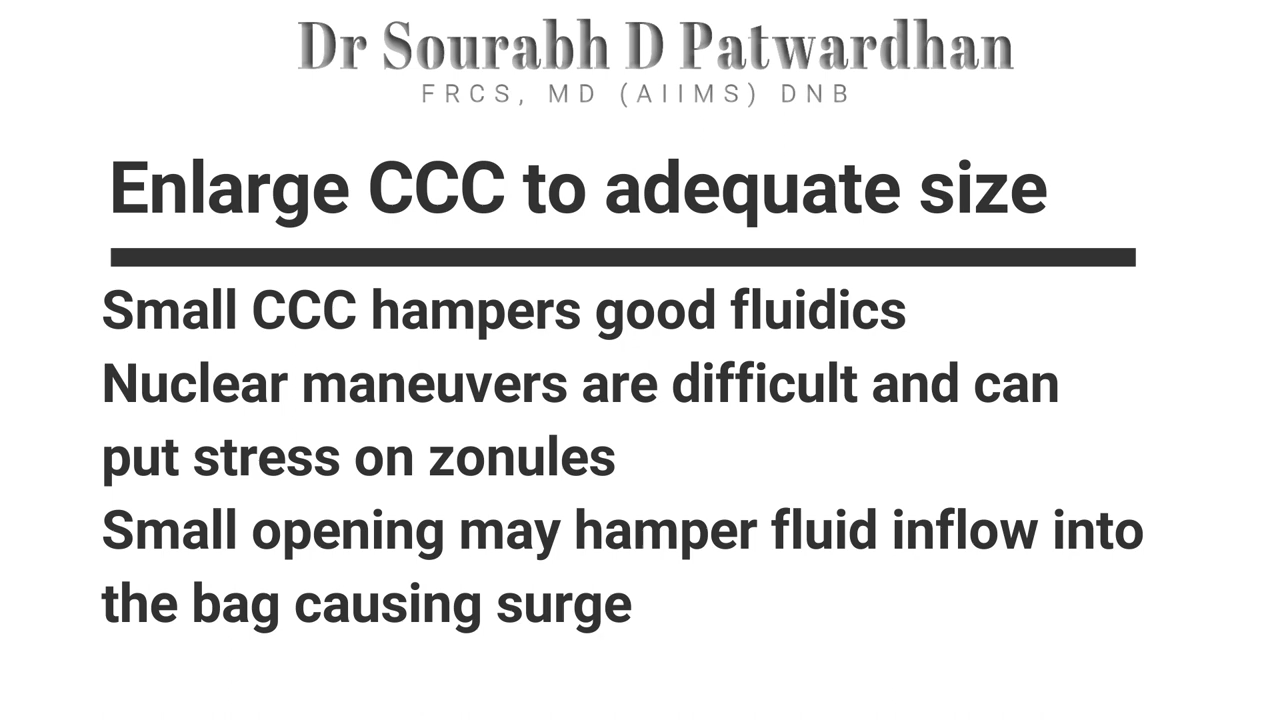 Dr Sourabh D Patwardhan
FRCS, MD (AIIMS) DNB
Enlarge CCC to adequate size
Small CCC hampers good fluidics
Nuclear maneuvers are difficult and can
put stress on zonules
Small opening may hamper fluid inflow into
the bag causing surge